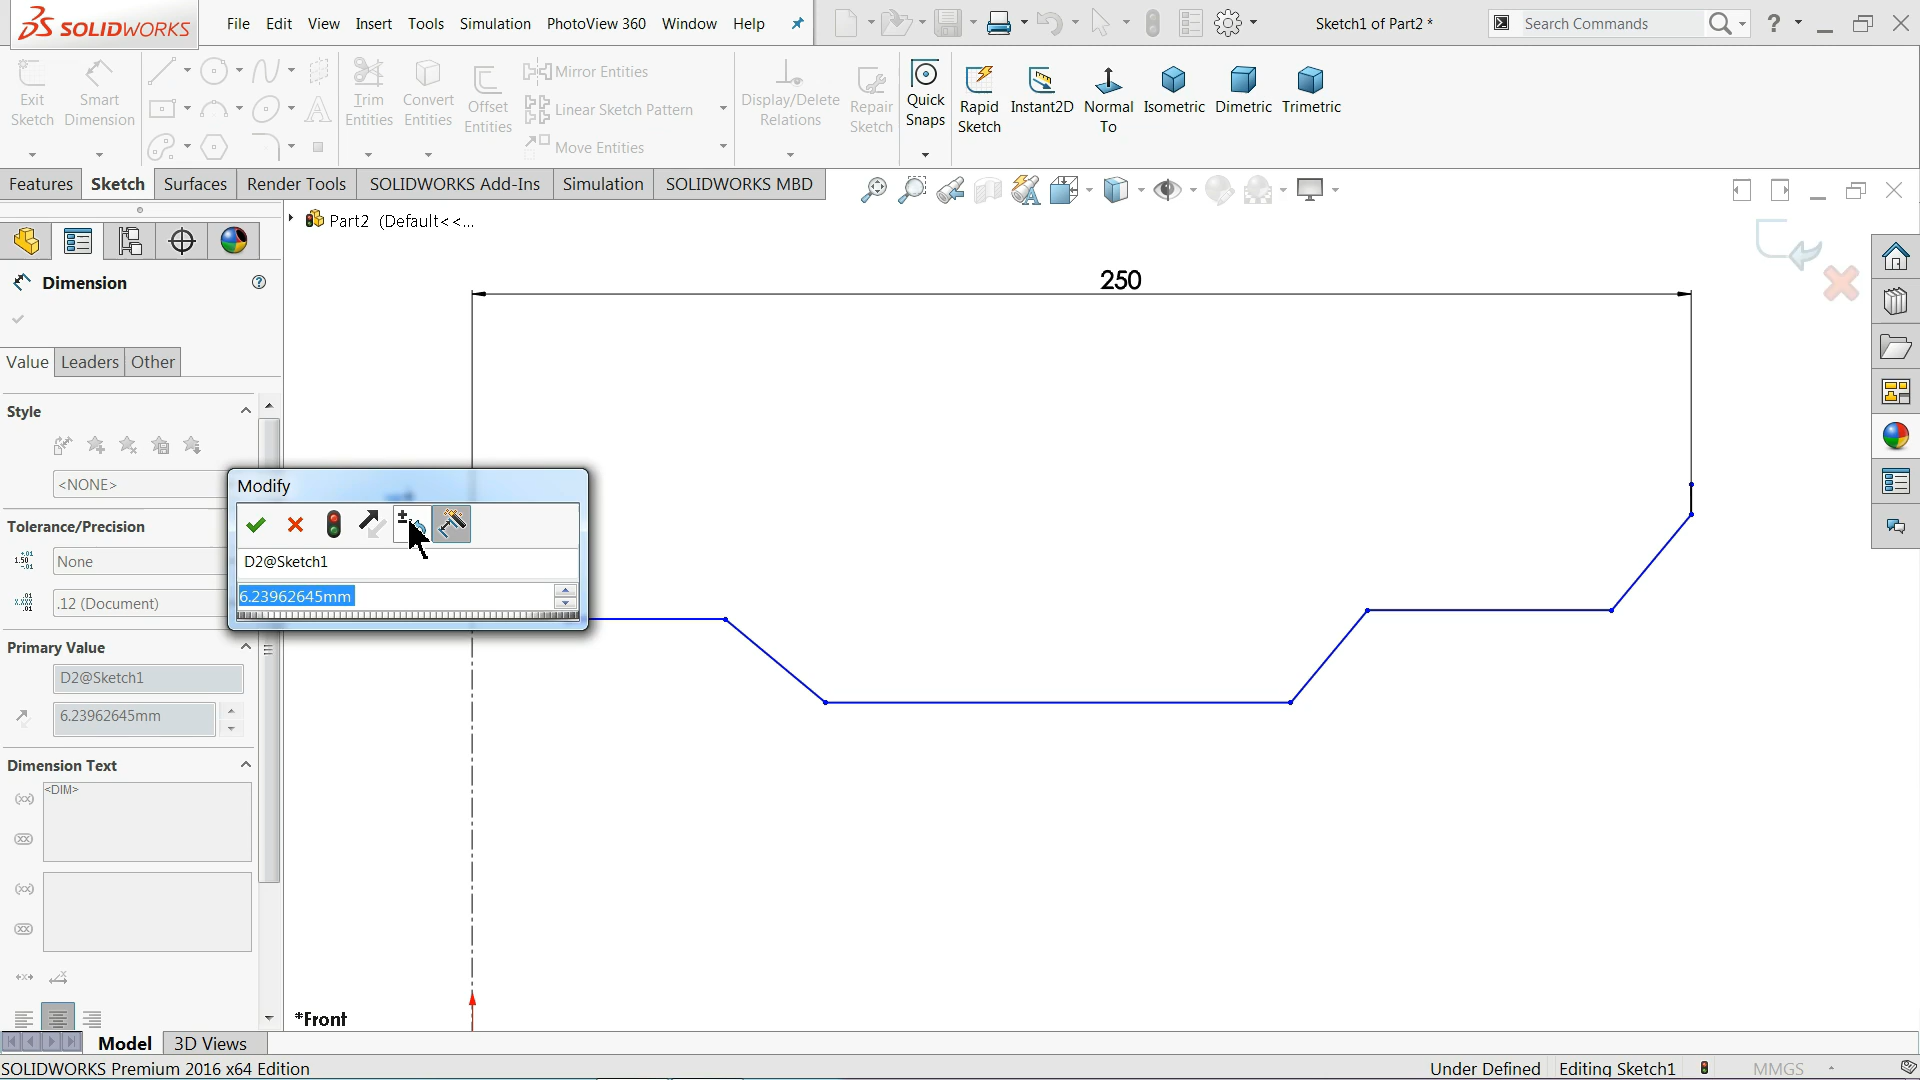 SOLIDWORKS File Edit View Insert Tools Simulation PhotoView 360 Window Help Sketch1 of Part2 * Search Commands ?
Exit Sketch
Smart Dimension
Trim Entities
Convert Entities
Offset Entities
Mirror Entities
Linear Sketch Pattern
Move Entities
Display/Delete Relations
Repair Sketch
Quick Snaps
Rapid Sketch
Instant2D
Normal To
Isometric
Dimetric
Trimetric
Features Sketch Surfaces Render Tools SOLIDWORKS Add-Ins Simulation SOLIDWORKS MBD
Part2 (Default<<...
Dimension
Value Leaders Other
Style
<NONE>
Tolerance/Precision
None
.12 (Document)
Primary Value
D2@Sketch1
6.23962645mm
Dimension Text
<DIM>
250
Modify
D2@Sketch1
6.23962645mm
*Front
Model 3D Views
SOLIDWORKS Premium 2016 x64 Edition Under Defined Editing Sketch1 MMGS